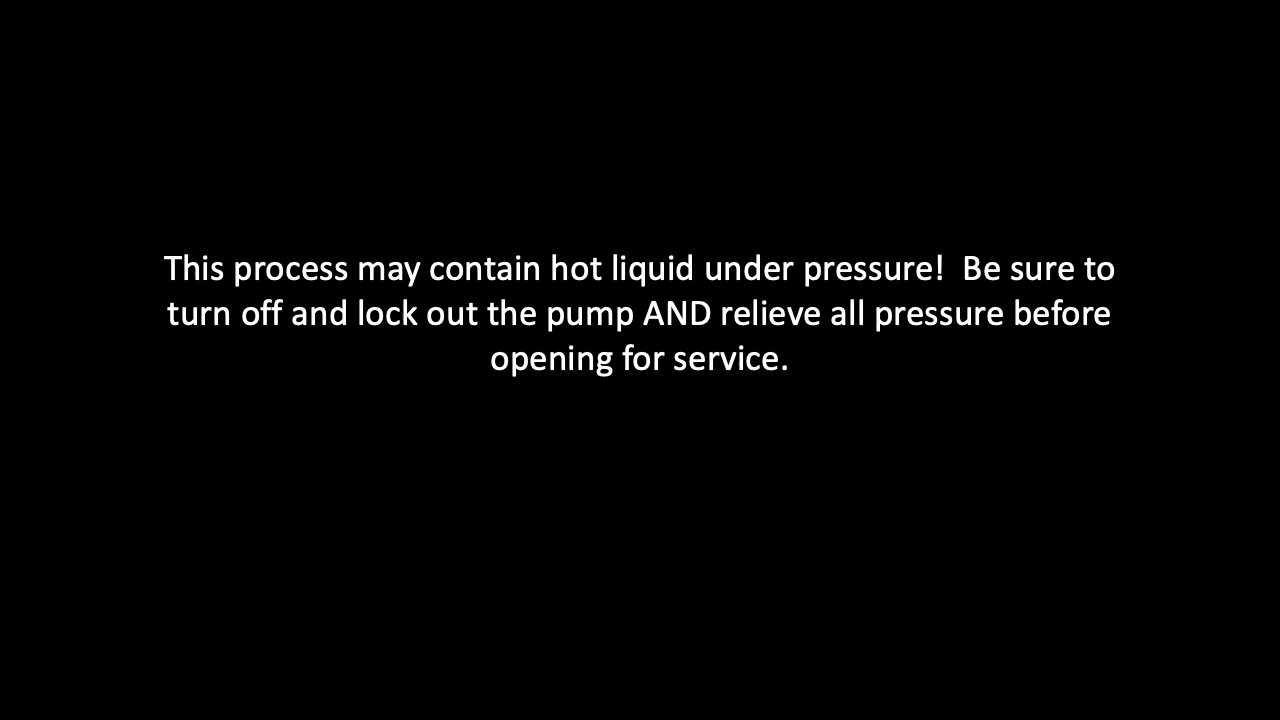 This process may contain hot liquid under pressure!  Be sure to
turn off and lock out the pump AND relieve all pressure before
opening for service.